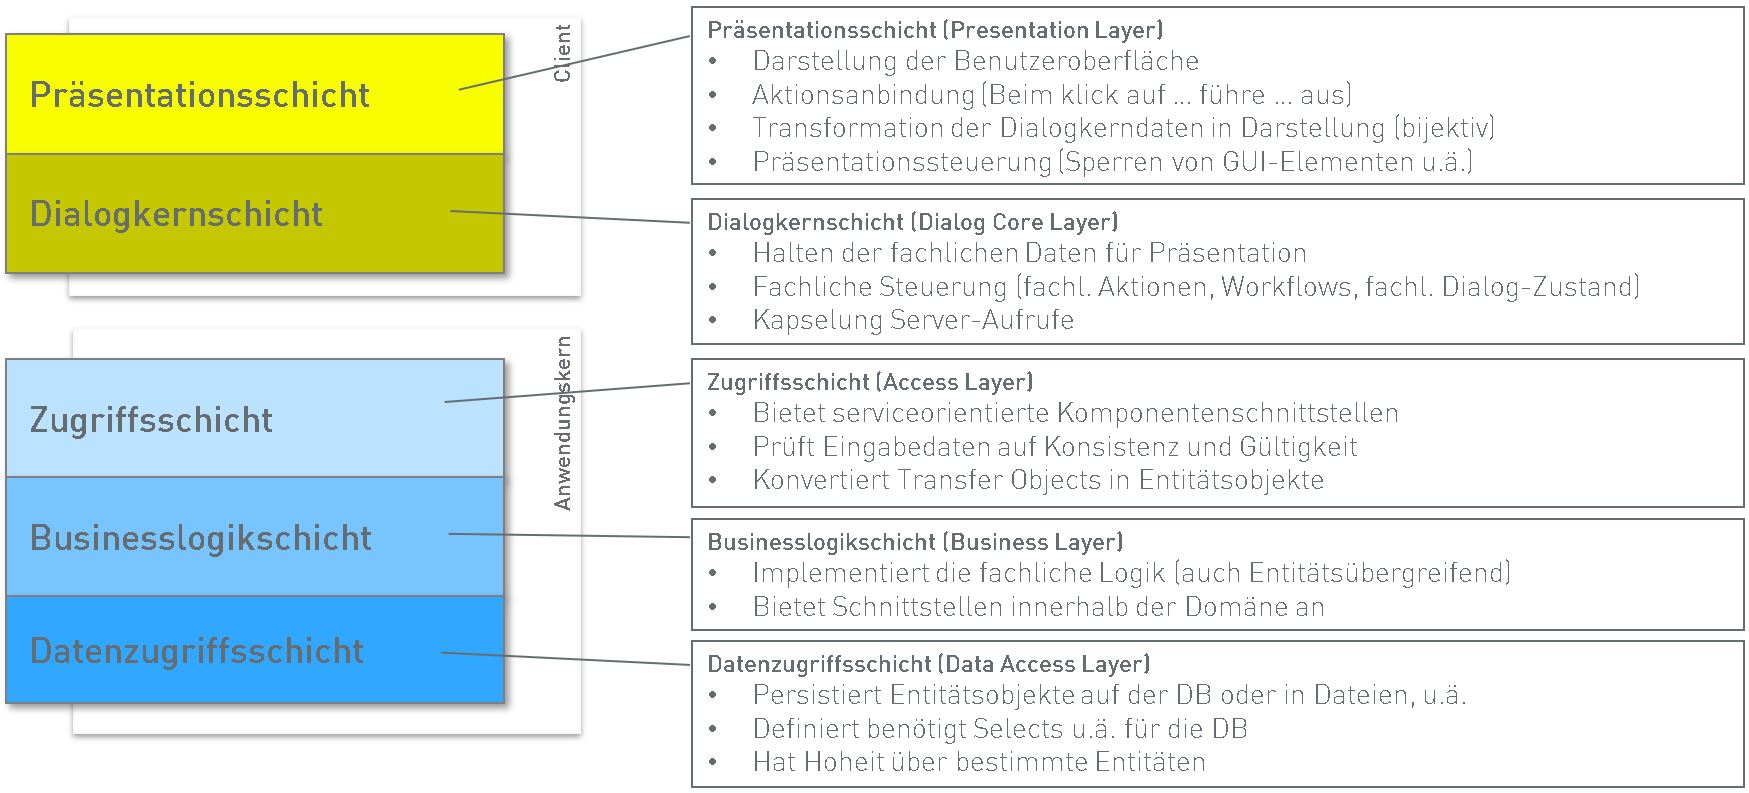 Präsentationsschicht
Dialogkernschicht
Client
Zugriffsschicht
Businesslogikschicht
Datenzugriffsschicht
Anwendungskern
Präsentationsschicht (Presentation Layer)
• Darstellung der Benutzeroberfläche
• Aktionsanbindung (Beim klick auf ... führe ... aus)
• Transformation der Dialogkerndaten in Darstellung (bijektiv)
• Präsentationssteuerung (Sperren von GUI-Elementen u.ä.)
Dialogkernschicht (Dialog Core Layer)
• Halten der fachlichen Daten für Präsentation
• Fachliche Steuerung (fachl. Aktionen, Workflows, fachl. Dialog-Zustand)
• Kapselung Server-Aufrufe
Zugriffsschicht (Access Layer)
• Bietet serviceorientierte Komponentenschnittstellen
• Prüft Eingabedaten auf Konsistenz und Gültigkeit
• Konvertiert Transfer Objects in Entitätsobjekte
Businesslogikschicht (Business Layer)
• Implementiert die fachliche Logik (auch Entitätsübergreifend)
• Bietet Schnittstellen innerhalb der Domäne an
Datenzugriffsschicht (Data Access Layer)
• Persistiert Entitätsobjekte auf der DB oder in Dateien, u.ä.
• Definiert benötigt Selects u.ä. für die DB
• Hat Hoheit über bestimmte Entitäten